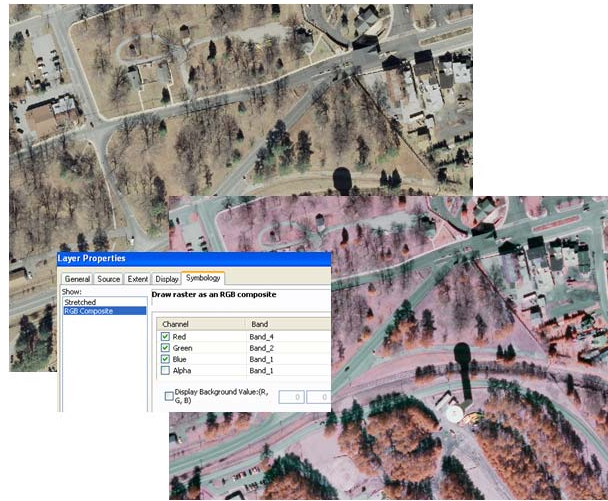 Layer Properties
General Source Extent Display Symbology
Show:
Stretched
RGB Composite
Draw raster as an RGB composite
Channel Band
Red Band_4
Green Band_2
Blue Band_1
Alpha Band_1
Display Background Value:(R, G, B) 0 0